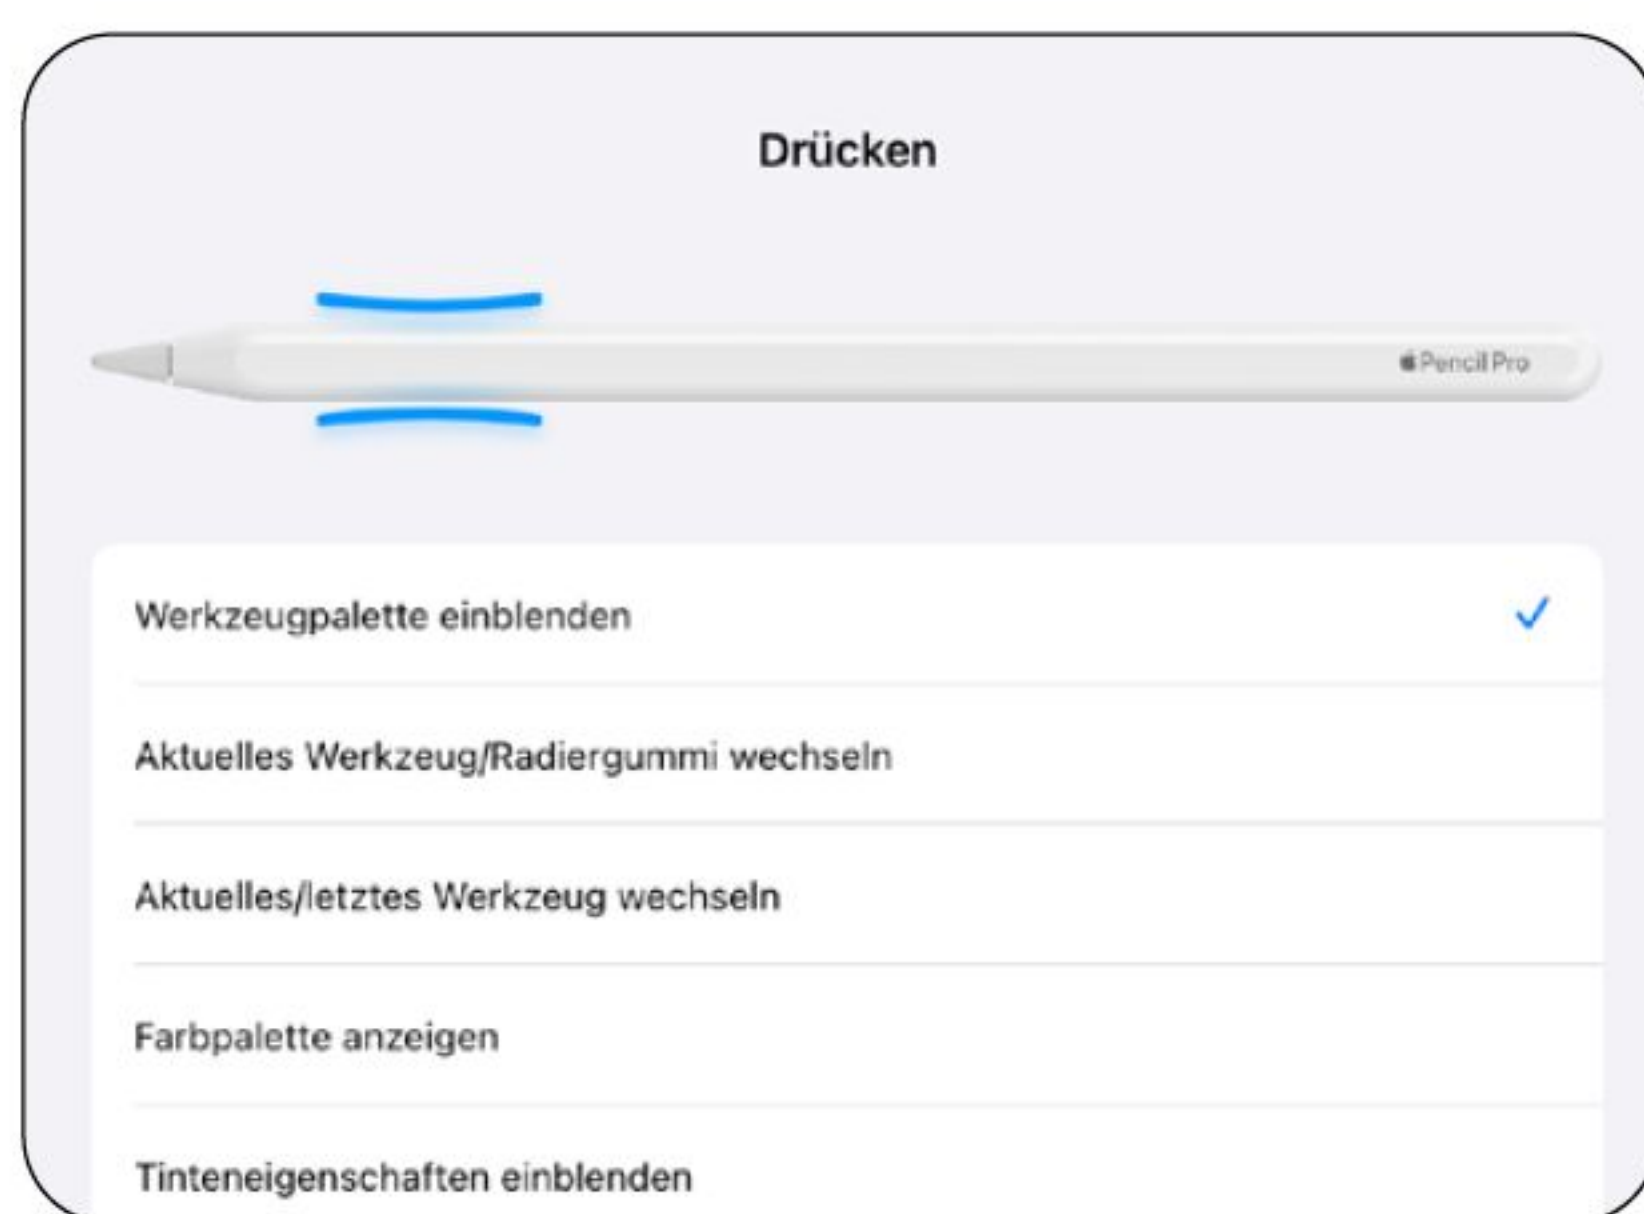 Drücken
Pencil Pro
Werkzeugpalette einblenden
Aktuelles Werkzeug/Radiergummi wechseln
Aktuelles/letztes Werkzeug wechseln
Farbpalette anzeigen
Tinteneigenschaften einblenden